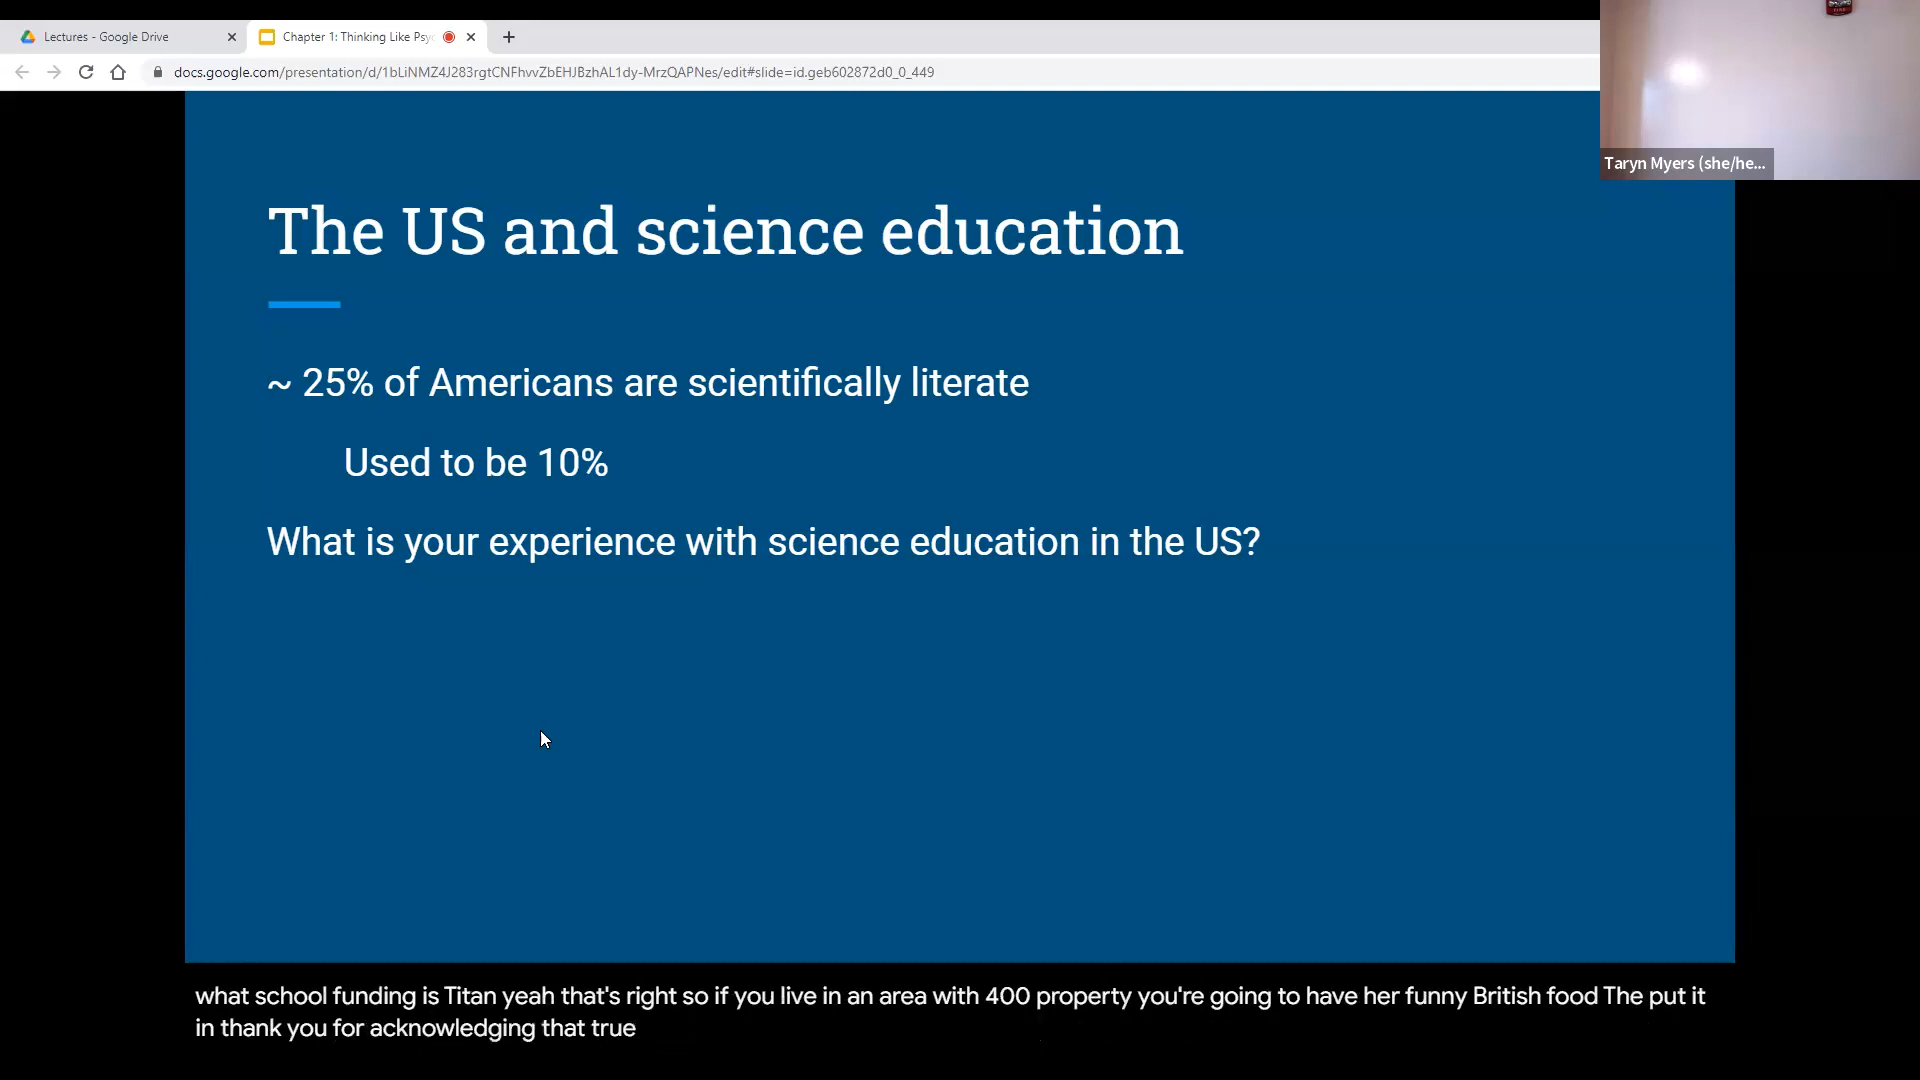 Lectures - Google Drive
Chapter 1: Thinking Like Psy
docs.google.com/presentation/d/1bLiNMZ4J283rgtCNFhvvZbEHJBzhAL1dy-MrzQAPNes/edit#slide=id.geb602872d0_0_449
Taryn Myers (she/he...
The US and science education
~ 25% of Americans are scientifically literate
Used to be 10%
What is your experience with science education in the US?
what school funding is Titan yeah that's right so if you live in an area with 400 property you're going to have her funny British food The put it
in thank you for acknowledging that true